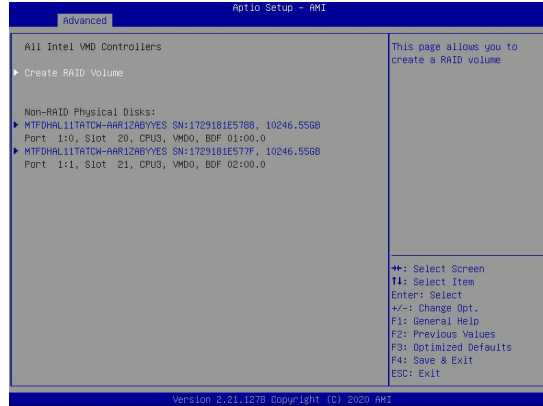 Aptio Setup - AMI
Advanced
All Intel VMD Controllers
Create RAID Volume
Non-RAID Physical Disks:
MTFDHAL11TATCW-AAR1ZABYYES SN:1729181E578B, 10246.55GB
Port 1:0, Slot 20, CPU3, VMD0, BDF 01:00.0
MTFDHAL11TATCW-AAR1ZABYYES SN:1729181E577F, 10246.55GB
Port 1:1, Slot 21, CPU3, VMD0, BDF 02:00.0
This page allows you to
create a RAID volume
→←: Select Screen
↑↓: Select Item
Enter: Select
+/-: Change Opt.
F1: General Help
F2: Previous Values
F3: Optimized Defaults
F4: Save & Exit
ESC: Exit
Version 2.21.1278 Copyright (C) 2020 AMI